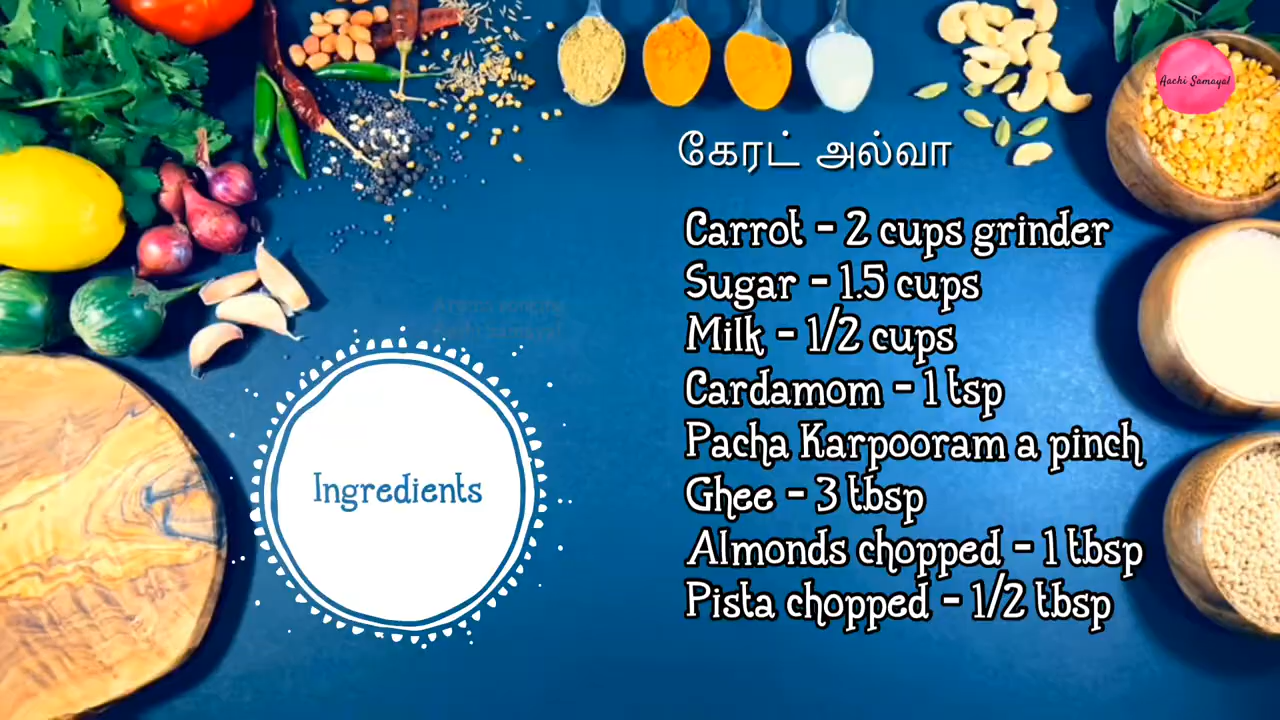 Aachi Samayal
கேரட் அல்வா
Carrot - 2 cups grinder
Sugar - 1.5 cups
Milk - 1/2 cups
Cardamom - 1 tsp
Pacha Karpooram a pinch
Ghee - 3 tbsp
Almonds chopped - 1 tbsp
Pista chopped - 1/2 tbsp
Ingredients